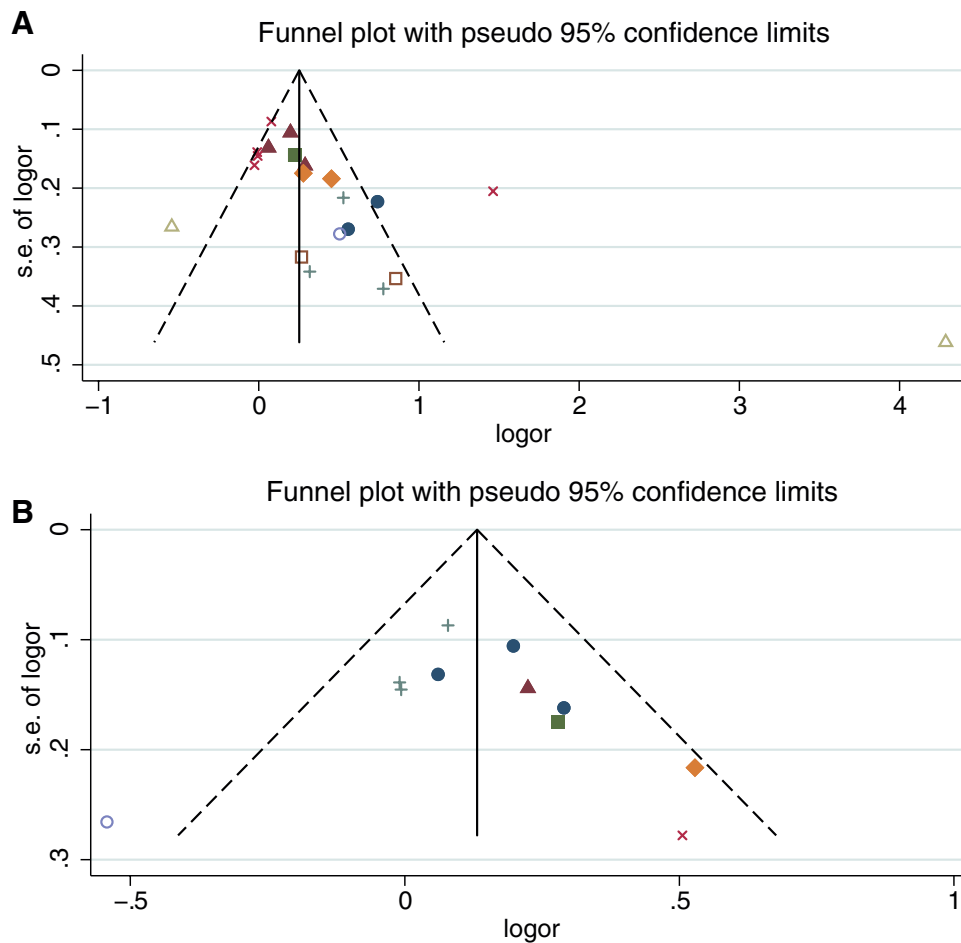 A
Funnel plot with pseudo 95% confidence limits
0
.1
.2
.3
.4
.5
s.e. of logor
−1 0 1 2 3 4
logor
B
Funnel plot with pseudo 95% confidence limits
0
.1
.2
.3
s.e. of logor
−.5 0 .5 1
logor